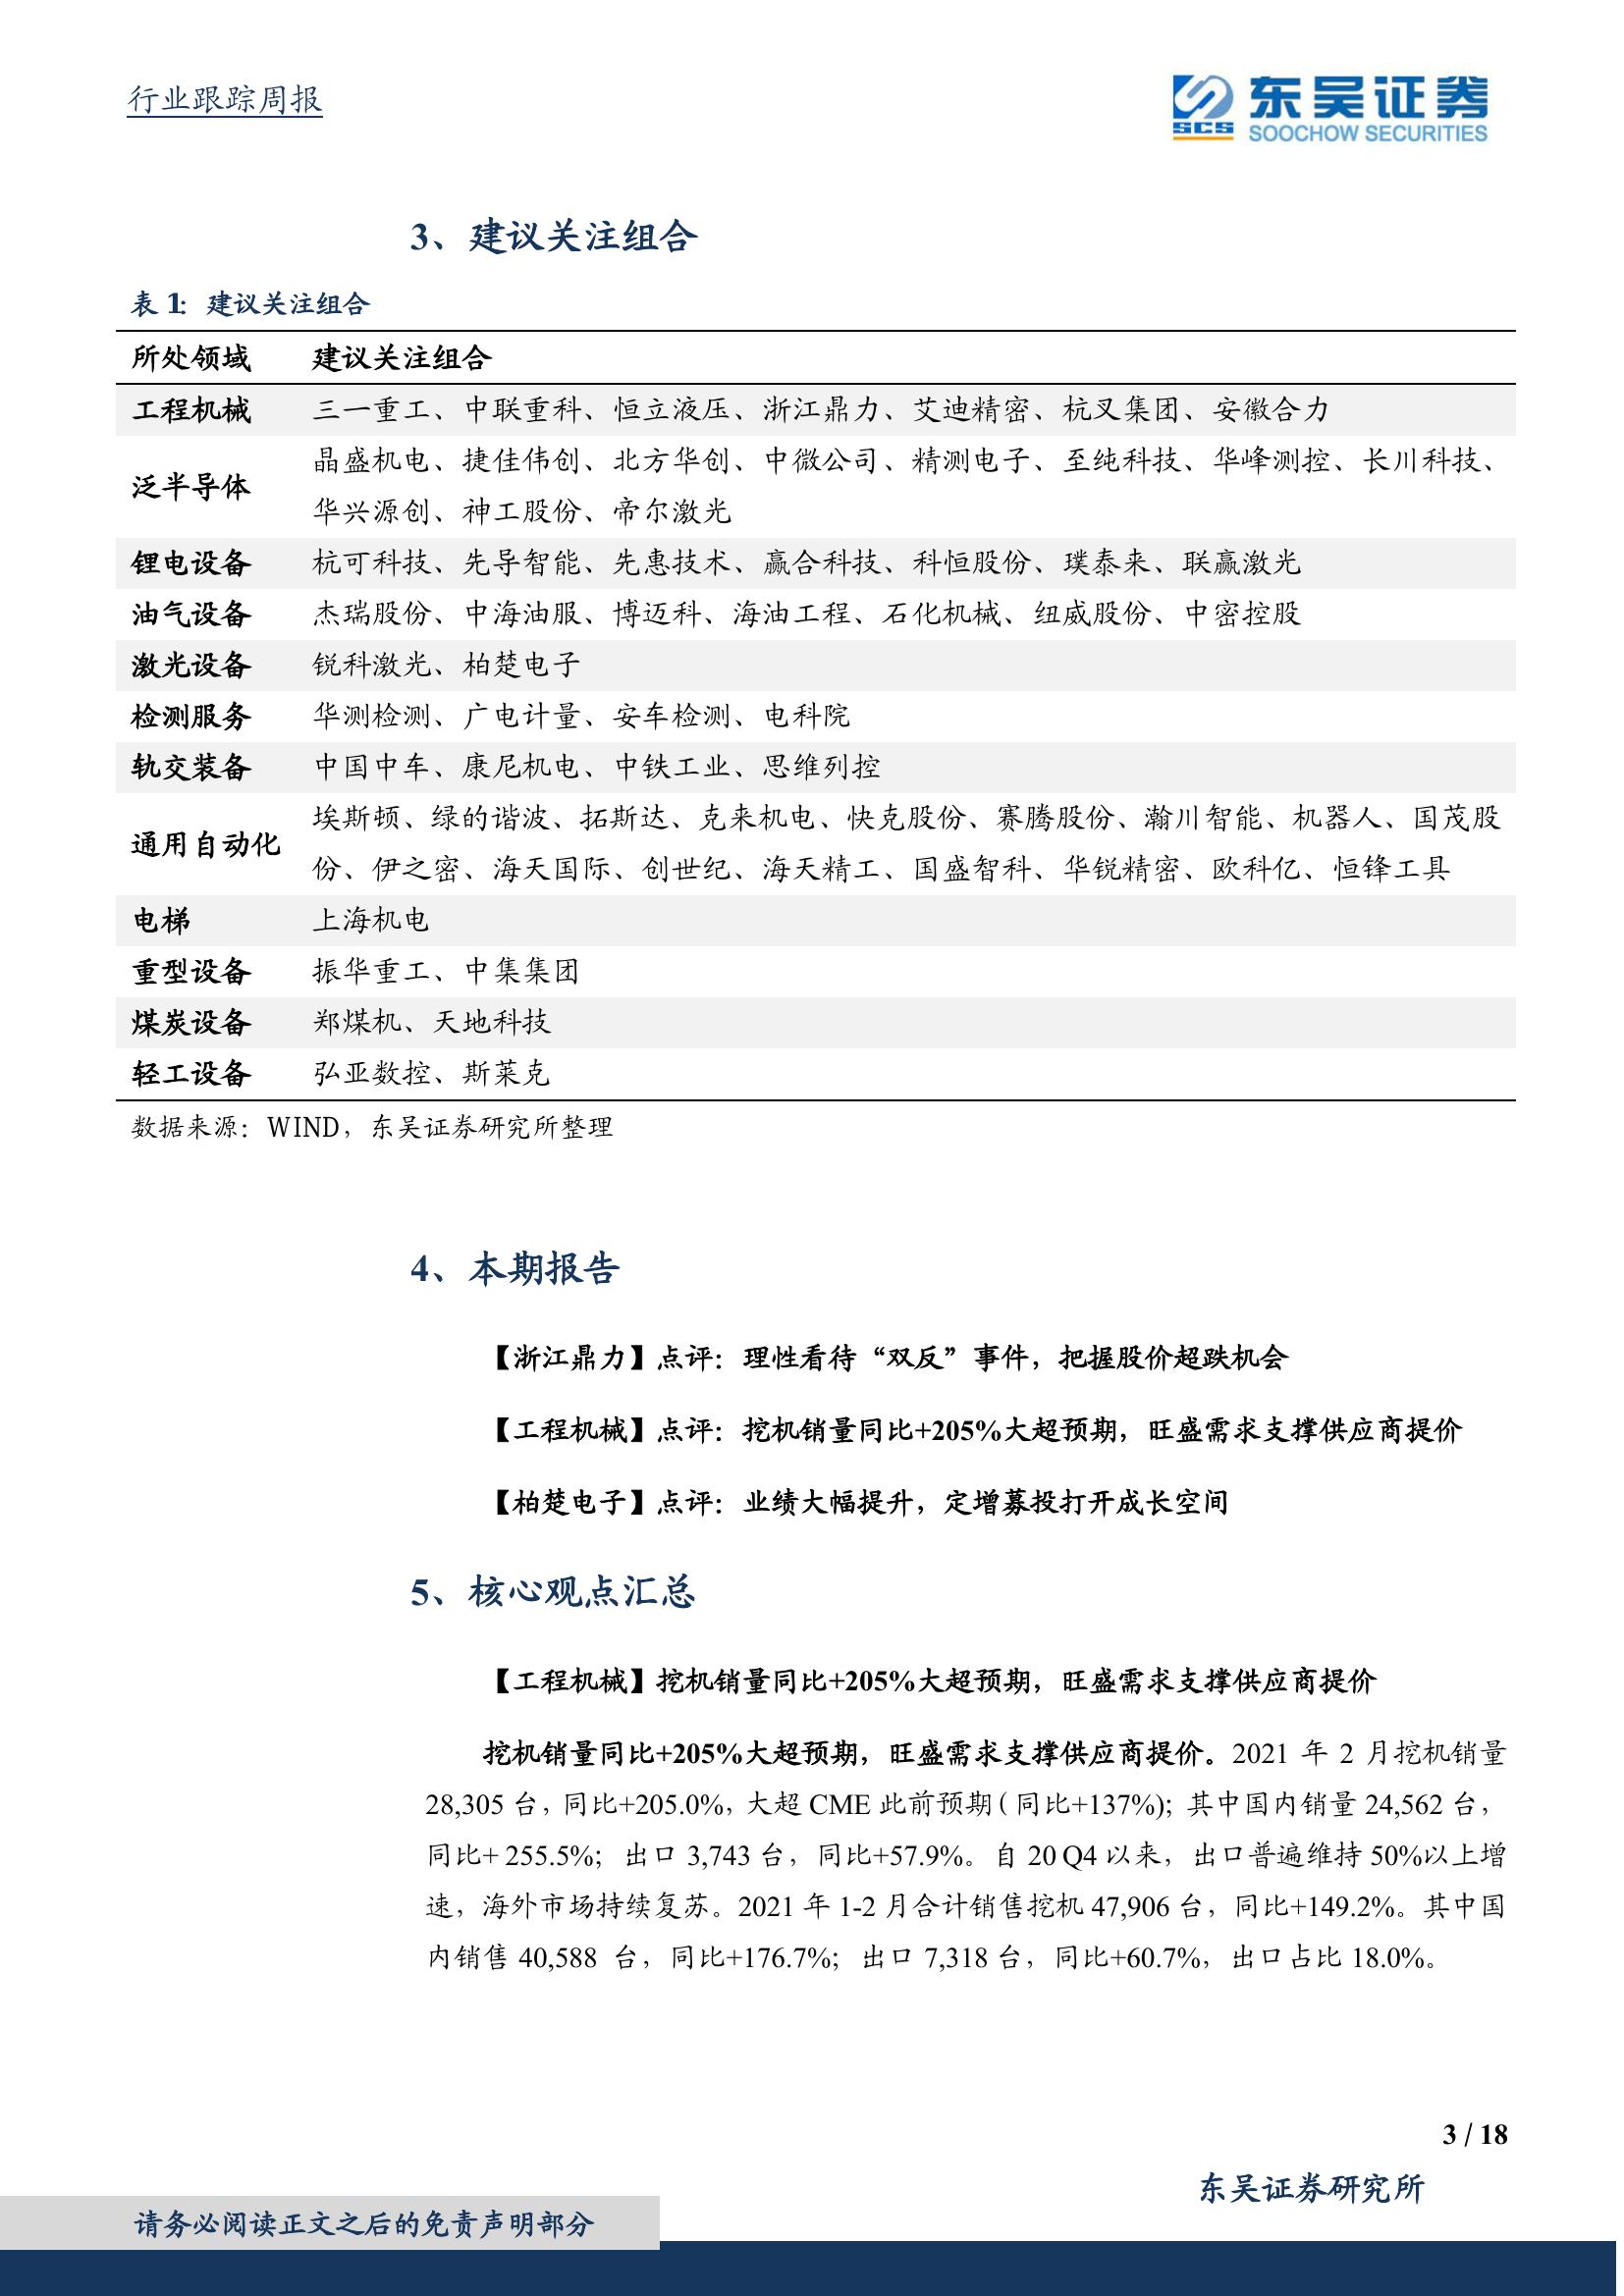 行业跟踪周报
SCS 东吴证券
SOOCHOW SECURITIES
3、建议关注组合
表 1: 建议关注组合
所处领域 建议关注组合
工程机械 三一重工、中联重科、恒立液压、浙江鼎力、艾迪精密、杭叉集团、安徽合力
泛半导体 晶盛机电、捷佳伟创、北方华创、中微公司、精测电子、至纯科技、华峰测控、长川科技、
华兴源创、神工股份、帝尔激光
锂电设备 杭可科技、先导智能、先惠技术、赢合科技、科恒股份、璞泰来、联赢激光
油气设备 杰瑞股份、中海油服、博迈科、海油工程、石化机械、纽威股份、中密控股
激光设备 锐科激光、柏楚电子
检测服务 华测检测、广电计量、安车检测、电科院
轨交装备 中国中车、康尼机电、中铁工业、思维列控
通用自动化 埃斯顿、绿的谐波、拓斯达、克来机电、快克股份、赛腾股份、瀚川智能、机器人、国茂股
份、伊之密、海天国际、创世纪、海天精工、国盛智科、华锐精密、欧科亿、恒锋工具
电梯 上海机电
重型设备 振华重工、中集集团
煤炭设备 郑煤机、天地科技
轻工设备 弘亚数控、斯莱克
数据来源：WIND，东吴证券研究所整理
4、本期报告
【浙江鼎力】点评：理性看待“双反”事件，把握股价超跌机会
【工程机械】点评：挖机销量同比+205%大超预期，旺盛需求支撑供应商提价
【柏楚电子】点评：业绩大幅提升，定增募投打开成长空间
5、核心观点汇总
【工程机械】挖机销量同比+205%大超预期，旺盛需求支撑供应商提价
挖机销量同比+205%大超预期，旺盛需求支撑供应商提价。2021 年 2 月挖机销量
28,305 台，同比+205.0%，大超 CME 此前预期（同比+137%）；其中国内销量 24,562 台，
同比+ 255.5%；出口 3,743 台，同比+57.9%。自 20 Q4 以来，出口普遍维持 50%以上增
速，海外市场持续复苏。2021 年 1-2 月合计销售挖机 47,906 台，同比+149.2%。其中国
内销售 40,588 台，同比+176.7%；出口 7,318 台，同比+60.7%，出口占比 18.0%。
3 / 18
东吴证券研究所
请务必阅读正文之后的免责声明部分